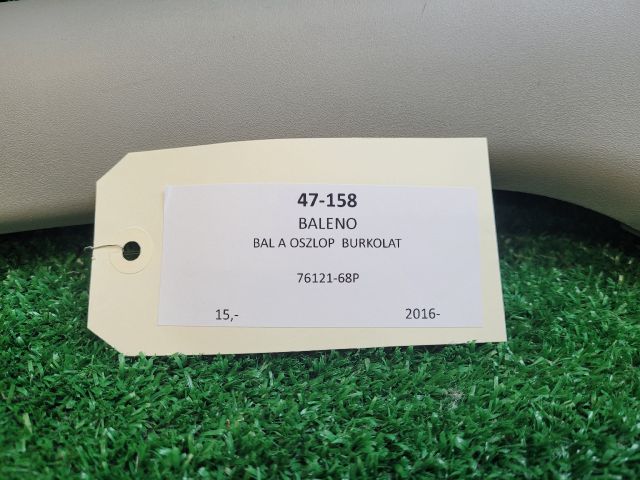 47-158
BALENO
BAL A OSZLOP BURKOLAT
76121-68P
15,- 2016-